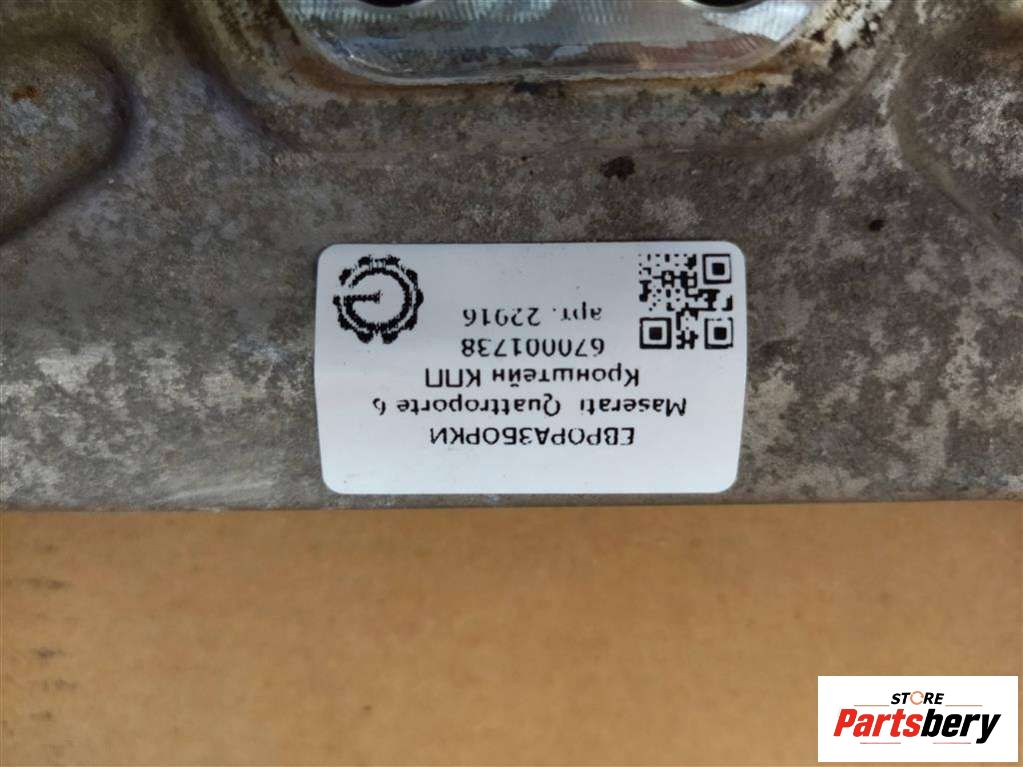 ЕВРОРАЗБОРКИ
Maserati Quattroporte 6
Кронштейн КПП
670001738
арт. 22916
STORE
Partsbery